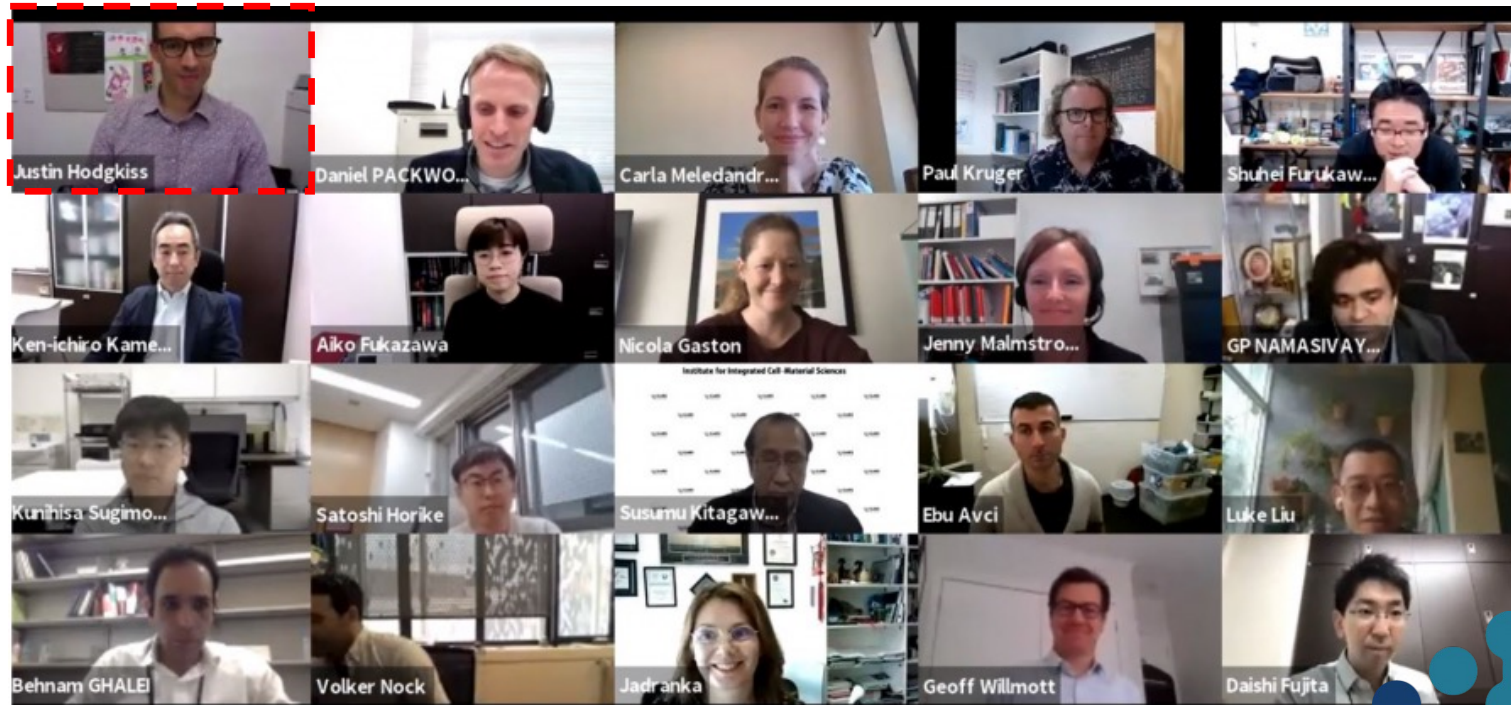 Justin Hodgkiss
Daniel PACKWO...
Carla Meledandr...
Paul Kruger
Shuhei Furukaw...
Ken-ichiro Kame...
Aiko Fukazawa
Nicola Gaston
Jenny Malmstro...
GP NAMASIVAY...
Institute for Integrated Cell-Material Sciences
Kunihisa Sugimo...
Satoshi Horike
Susumu Kitagaw...
Ebu Avci
Luke Liu
Behnam GHALEI
Volker Nock
Jadranka
Geoff Willmott
Daishi Fujita